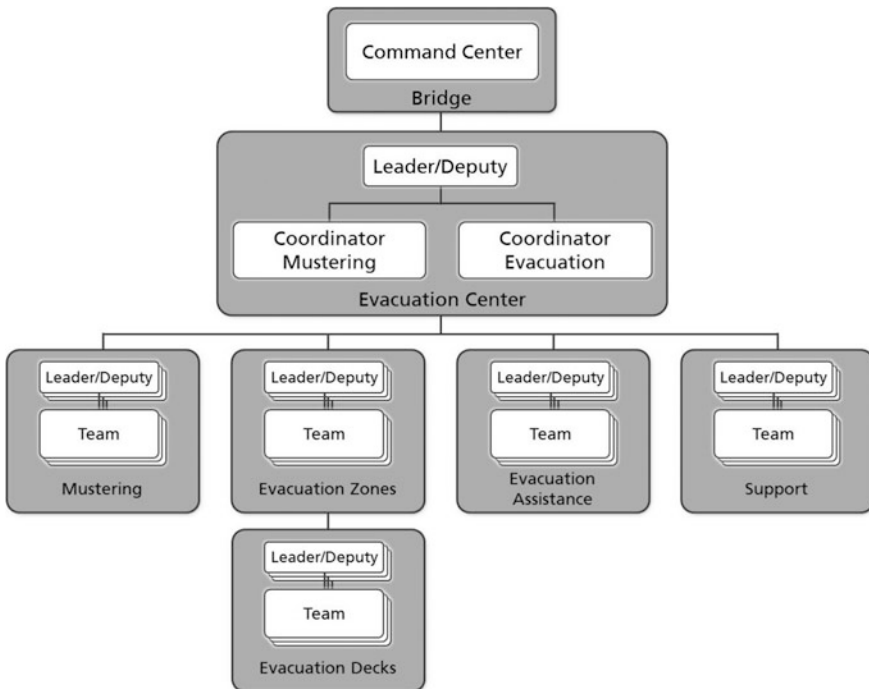 Command Center
Bridge
Leader/Deputy
Coordinator
Mustering
Coordinator
Evacuation
Evacuation Center
Leader/Deputy
Team
Mustering
Leader/Deputy
Team
Evacuation Zones
Leader/Deputy
Team
Evacuation
Assistance
Leader/Deputy
Team
Support
Leader/Deputy
Team
Evacuation Decks